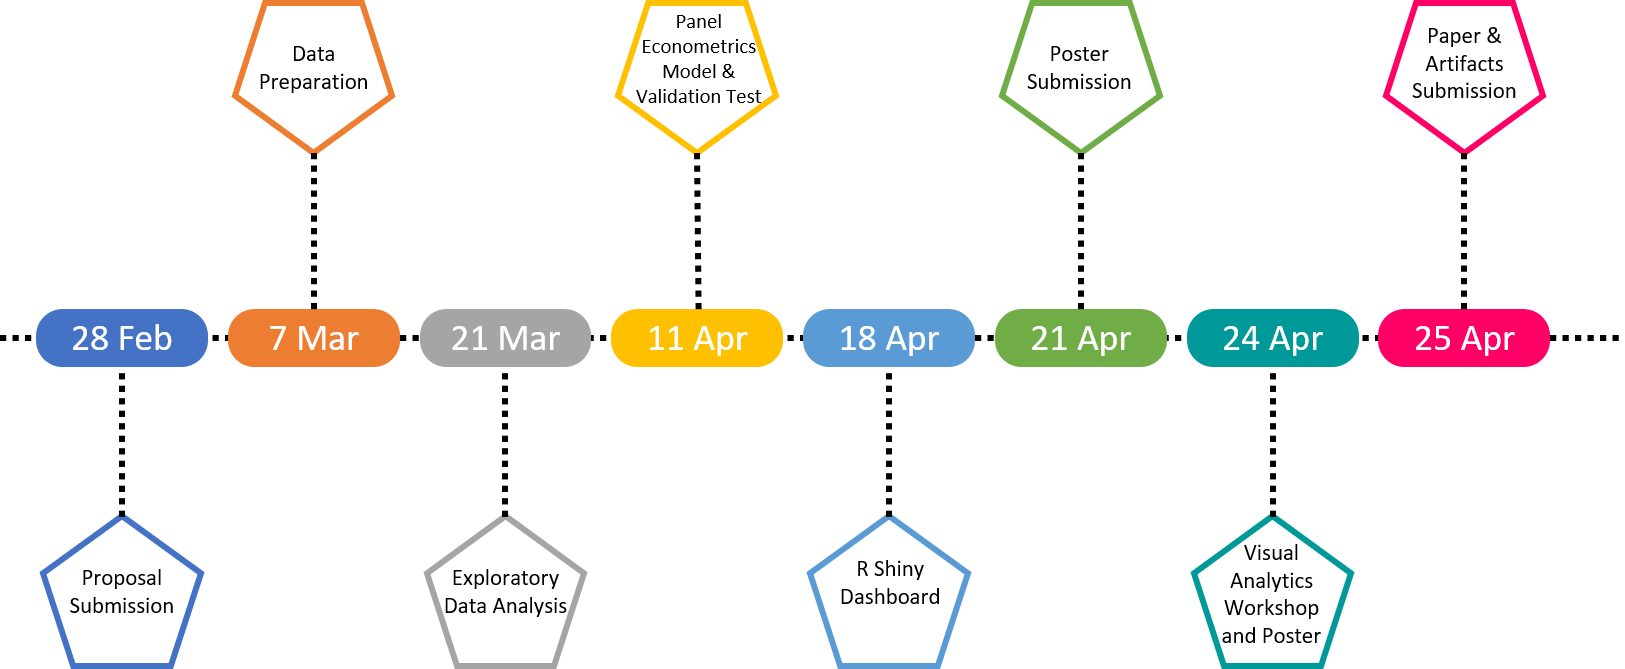 Data
Preparation
Panel
Econometrics
Model &
Validation Test
Poster
Submission
Paper &
Artifacts
Submission
28 Feb
7 Mar
21 Mar
11 Apr
18 Apr
21 Apr
24 Apr
25 Apr
Proposal
Submission
Exploratory
Data Analysis
R Shiny
Dashboard
Visual
Analytics
Workshop
and Poster